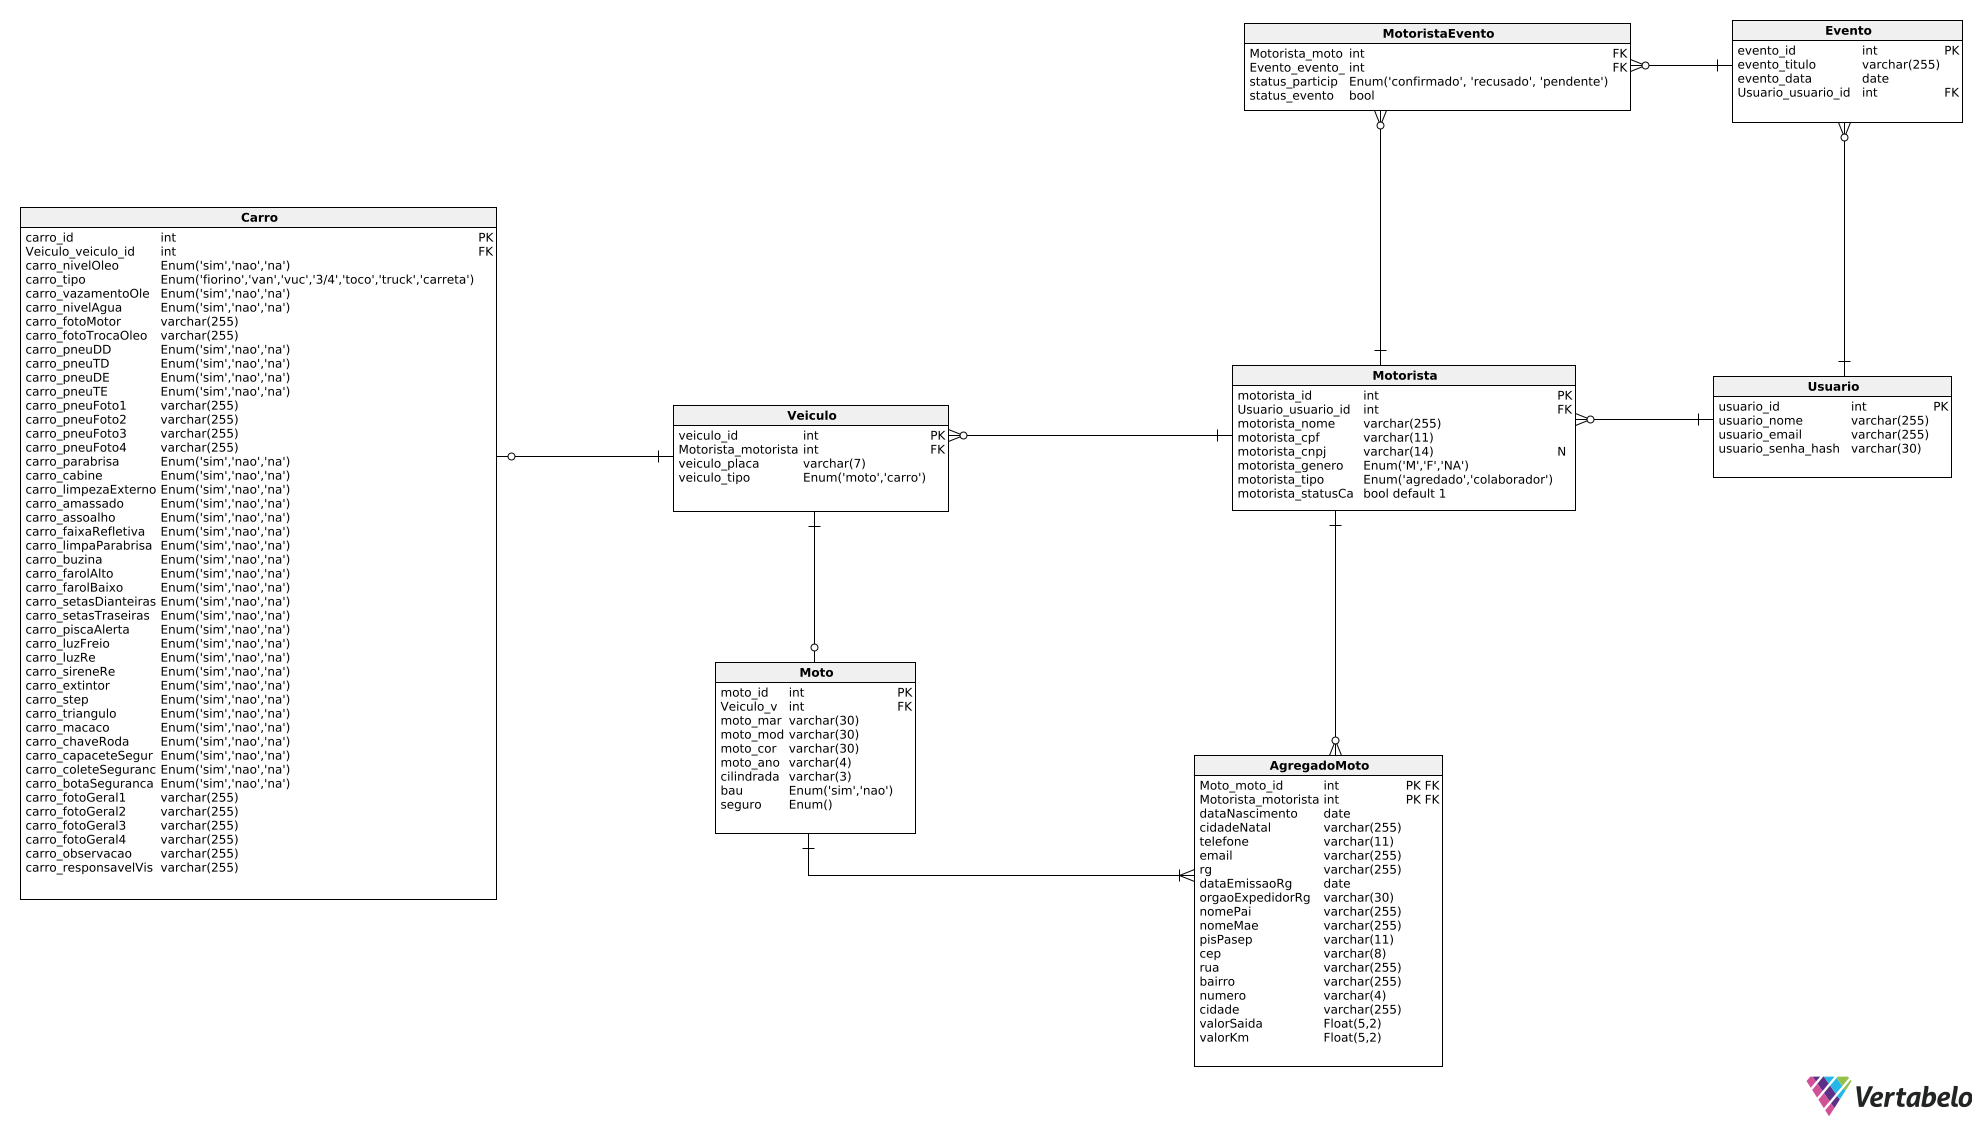 MotoristaEvento
Motorista_moto int FK
Evento_evento_ int FK
status_particip Enum('confirmado', 'recusado', 'pendente')
status_evento bool
Evento
evento_id int PK
evento_titulo varchar(255)
evento_data date
Usuario_usuario_id int FK
Carro
carro_id int PK
Veiculo_veiculo_id int FK
carro_nivelOleo Enum('sim','nao','na')
carro_tipo Enum('fiorino','van','vuc','3/4','toco','truck','carreta')
carro_vazamentoOle Enum('sim','nao','na')
carro_nivelAgua Enum('sim','nao','na')
carro_fotoMotor varchar(255)
carro_fotoTrocaOleo varchar(255)
carro_pneuDD Enum('sim','nao','na')
carro_pneuTD Enum('sim','nao','na')
carro_pneuDE Enum('sim','nao','na')
carro_pneuTE Enum('sim','nao','na')
carro_pneuFoto1 varchar(255)
carro_pneuFoto2 varchar(255)
carro_pneuFoto3 varchar(255)
carro_pneuFoto4 varchar(255)
carro_parabrisa Enum('sim','nao','na')
carro_cabine Enum('sim','nao','na')
carro_limpezaExterno Enum('sim','nao','na')
carro_amassado Enum('sim','nao','na')
carro_assoalho Enum('sim','nao','na')
carro_faixaRefletiva Enum('sim','nao','na')
carro_limpaParabrisa Enum('sim','nao','na')
carro_buzina Enum('sim','nao','na')
carro_farolAlto Enum('sim','nao','na')
carro_farolBaixo Enum('sim','nao','na')
carro_setasDianteiras Enum('sim','nao','na')
carro_setasTraseiras Enum('sim','nao','na')
carro_piscaAlerta Enum('sim','nao','na')
carro_luzFreio Enum('sim','nao','na')
carro_luzRe Enum('sim','nao','na')
carro_sireneRe Enum('sim','nao','na')
carro_extintor Enum('sim','nao','na')
carro_step Enum('sim','nao','na')
carro_triangulo Enum('sim','nao','na')
carro_macaco Enum('sim','nao','na')
carro_chaveRoda Enum('sim','nao','na')
carro_capaceteSegur Enum('sim','nao','na')
carro_coleteSeguranc Enum('sim','nao','na')
carro_botaSeguranca Enum('sim','nao','na')
carro_fotoGeral1 varchar(255)
carro_fotoGeral2 varchar(255)
carro_fotoGeral3 varchar(255)
carro_fotoGeral4 varchar(255)
carro_observacao varchar(255)
carro_responsavelVis varchar(255)
Veiculo
veiculo_id int PK
Motorista_motorista int FK
veiculo_placa varchar(7)
veiculo_tipo Enum('moto','carro')
Motorista
motorista_id int PK
Usuario_usuario_id int FK
motorista_nome varchar(255)
motorista_cpf varchar(11)
motorista_cnpj varchar(14) N
motorista_genero Enum('M','F','NA')
motorista_tipo Enum('agredado','colaborador')
motorista_statusCa bool default 1
Usuario
usuario_id int PK
usuario_nome varchar(255)
usuario_email varchar(255)
usuario_senha_hash varchar(30)
Moto
moto_id int PK
Veiculo_v int FK
moto_mar varchar(30)
moto_mod varchar(30)
moto_cor varchar(30)
moto_ano varchar(4)
cilindrada varchar(3)
bau Enum('sim','nao')
seguro Enum()
AgregadoMoto
Moto_moto_id int PK FK
Motorista_motorista int PK FK
dataNascimento date
cidadeNatal varchar(255)
telefone varchar(11)
email varchar(255)
rg varchar(255)
dataEmissaoRg date
orgaoExpedidorRg varchar(30)
nomePai varchar(255)
nomeMae varchar(255)
pisPasep varchar(11)
cep varchar(8)
rua varchar(255)
bairro varchar(255)
numero varchar(4)
cidade varchar(255)
valorSaida Float(5,2)
valorKm Float(5,2)
Vertabelo